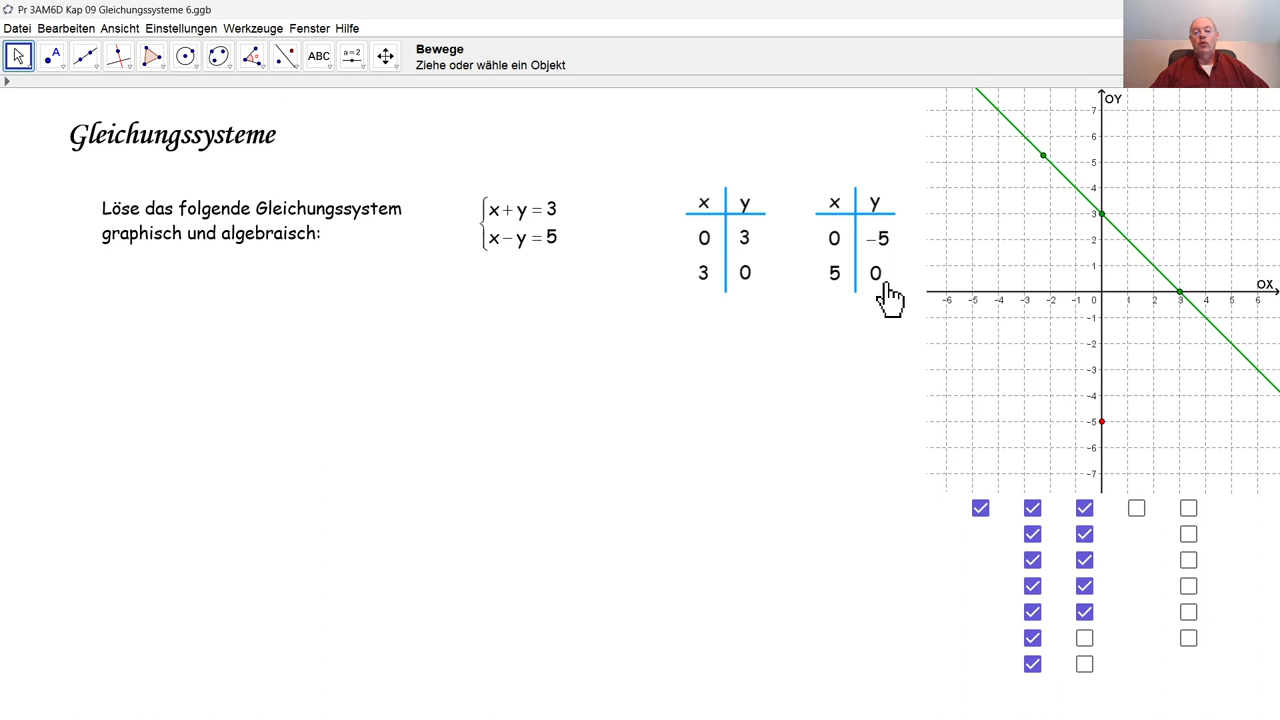 Pr 3AM6D Kap 09 Gleichungssysteme 6.ggb
Datei Bearbeiten Ansicht Einstellungen Werkzeuge Fenster Hilfe
A ABC a=2
Bewege
Ziehe oder wähle ein Objekt
Gleichungssysteme
Löse das folgende Gleichungssystem
graphisch und algebraisch:
x+y=3
x−y=5
x y
0 3
3 0
x y
0 −5
5 0
OY
7
6
5
4
3
2
1
OX
−6 −5 −4 −3 −2 −1 0 1 2 3 4 5 6
−1
−2
−3
−4
−5
−6
−7